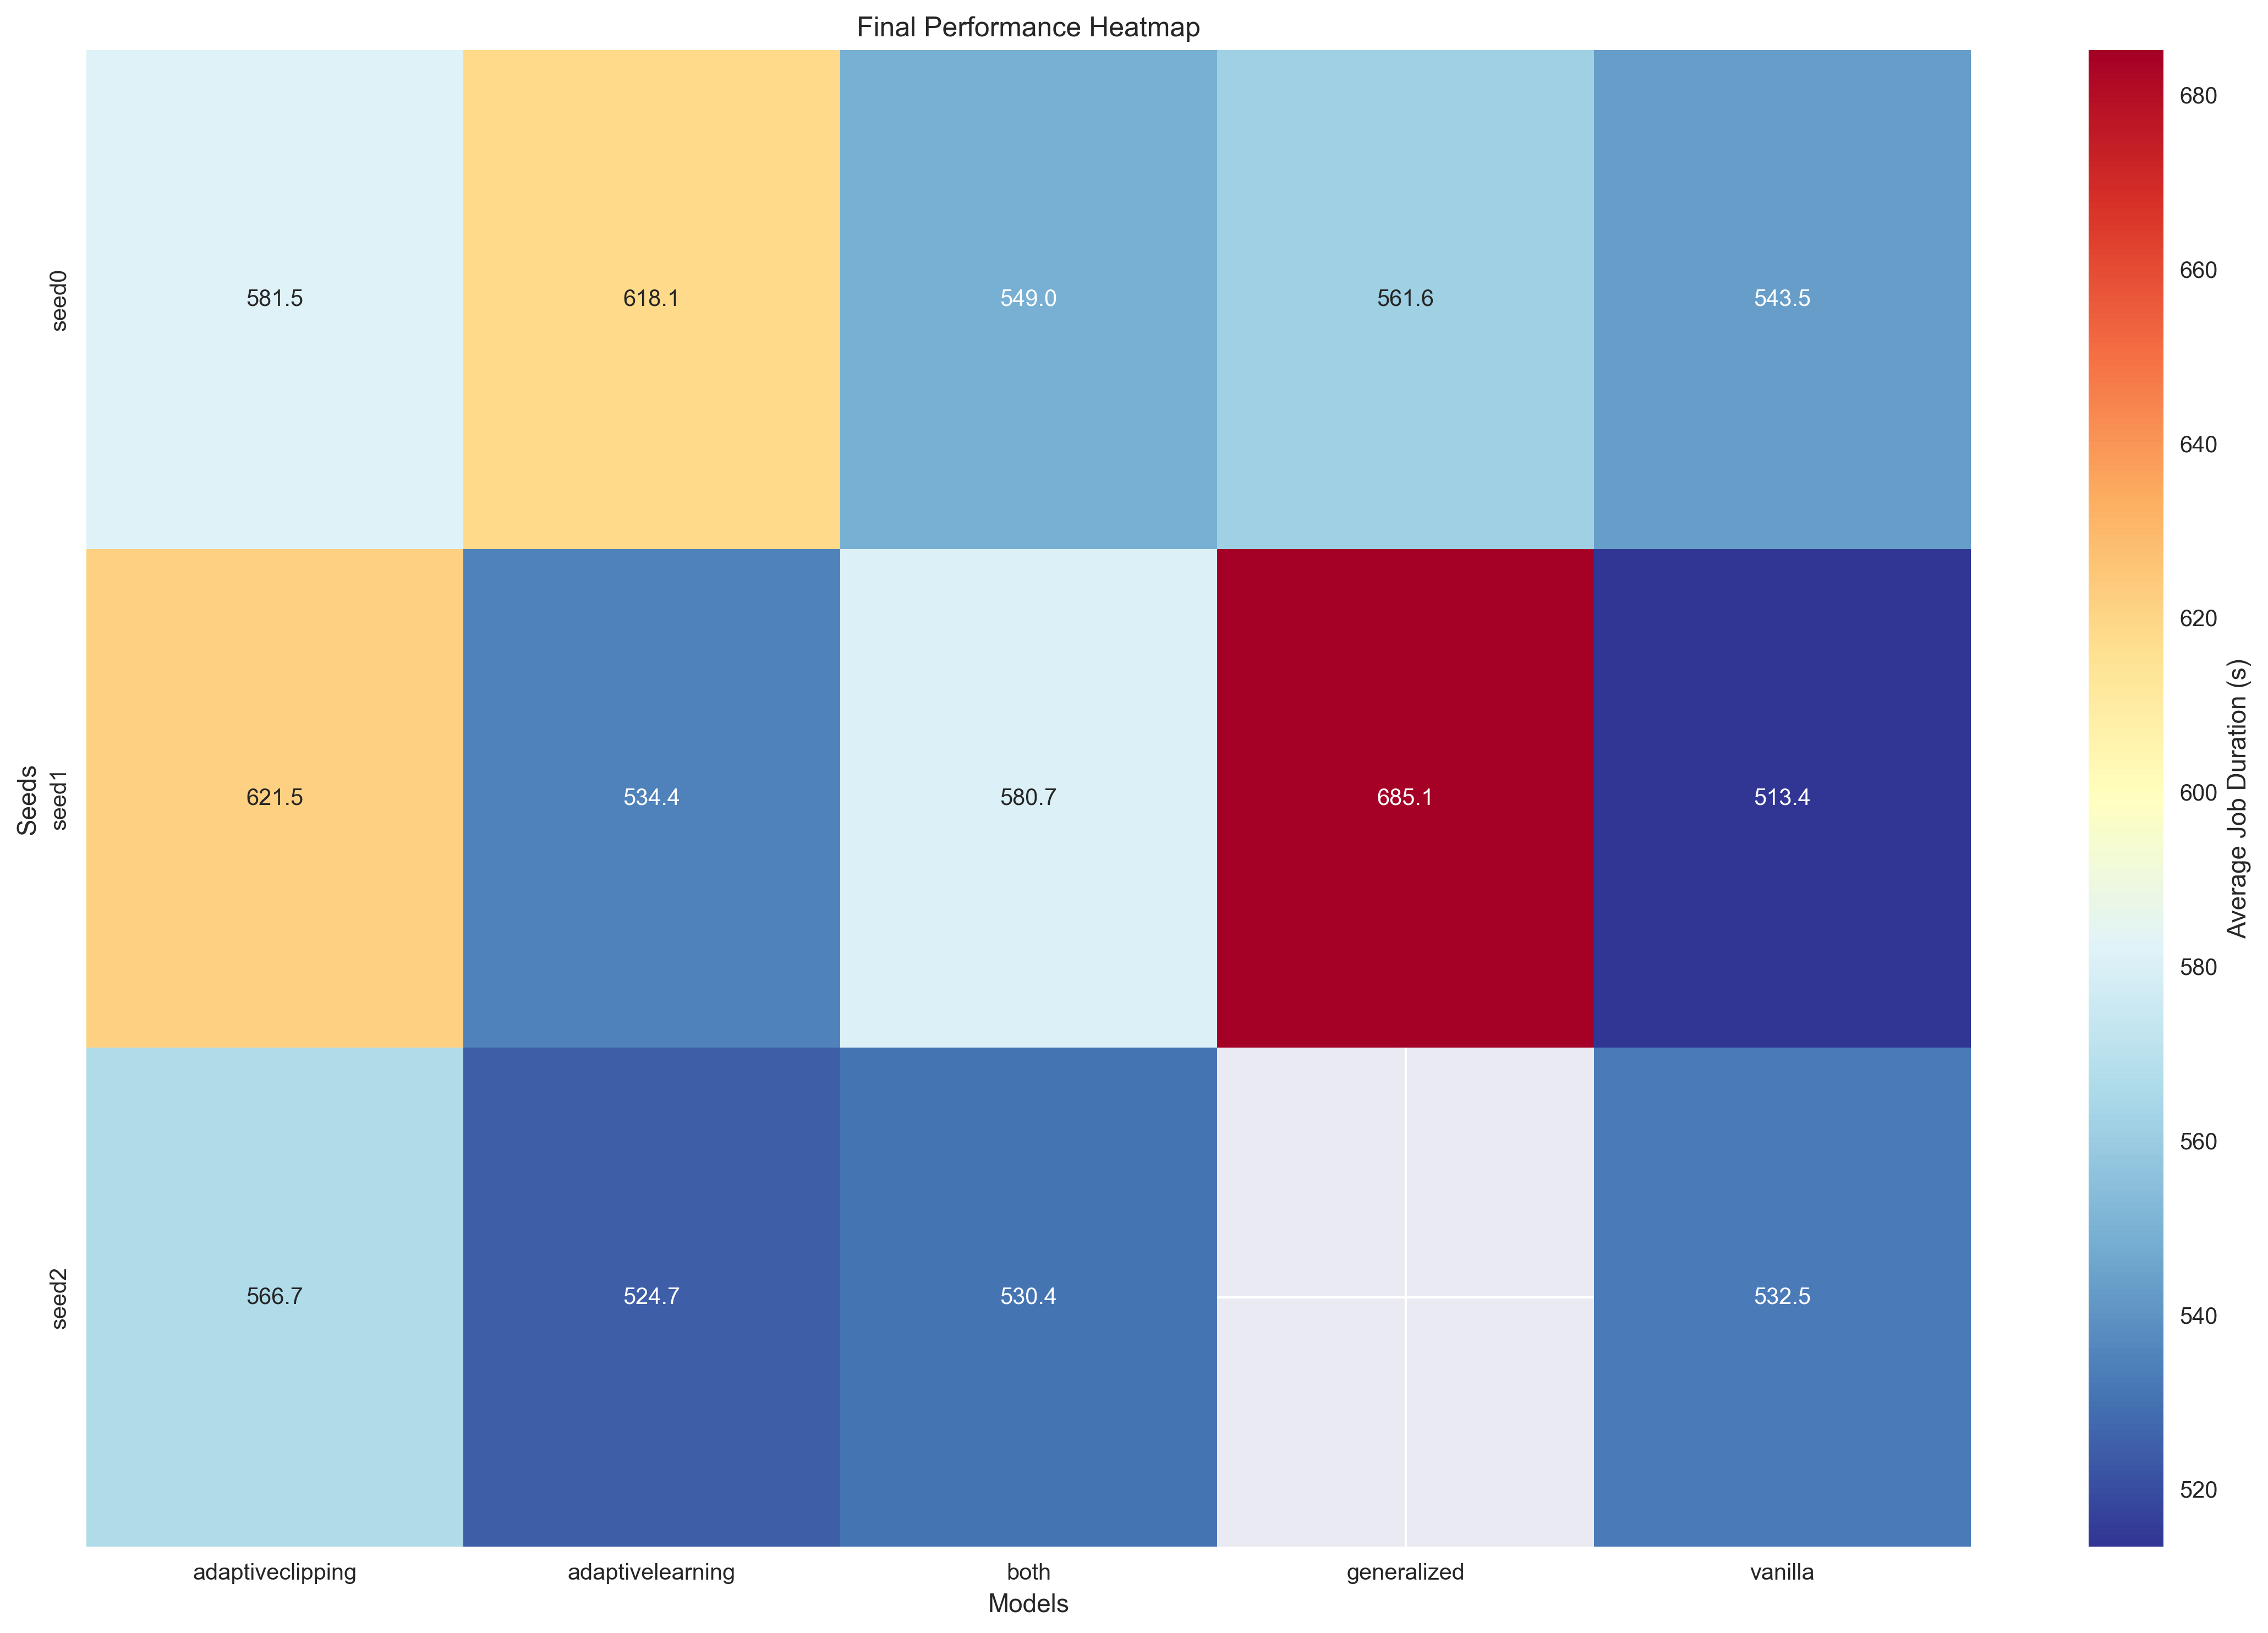 Final Performance Heatmap
Seeds
seed0
581.5
618.1
549.0
561.6
543.5
seed1
621.5
534.4
580.7
685.1
513.4
seed2
566.7
524.7
530.4
532.5
adaptiveclipping
adaptivelearning
both
generalized
vanilla
Models
680
660
640
620
600
580
560
540
520
Average Job Duration (s)